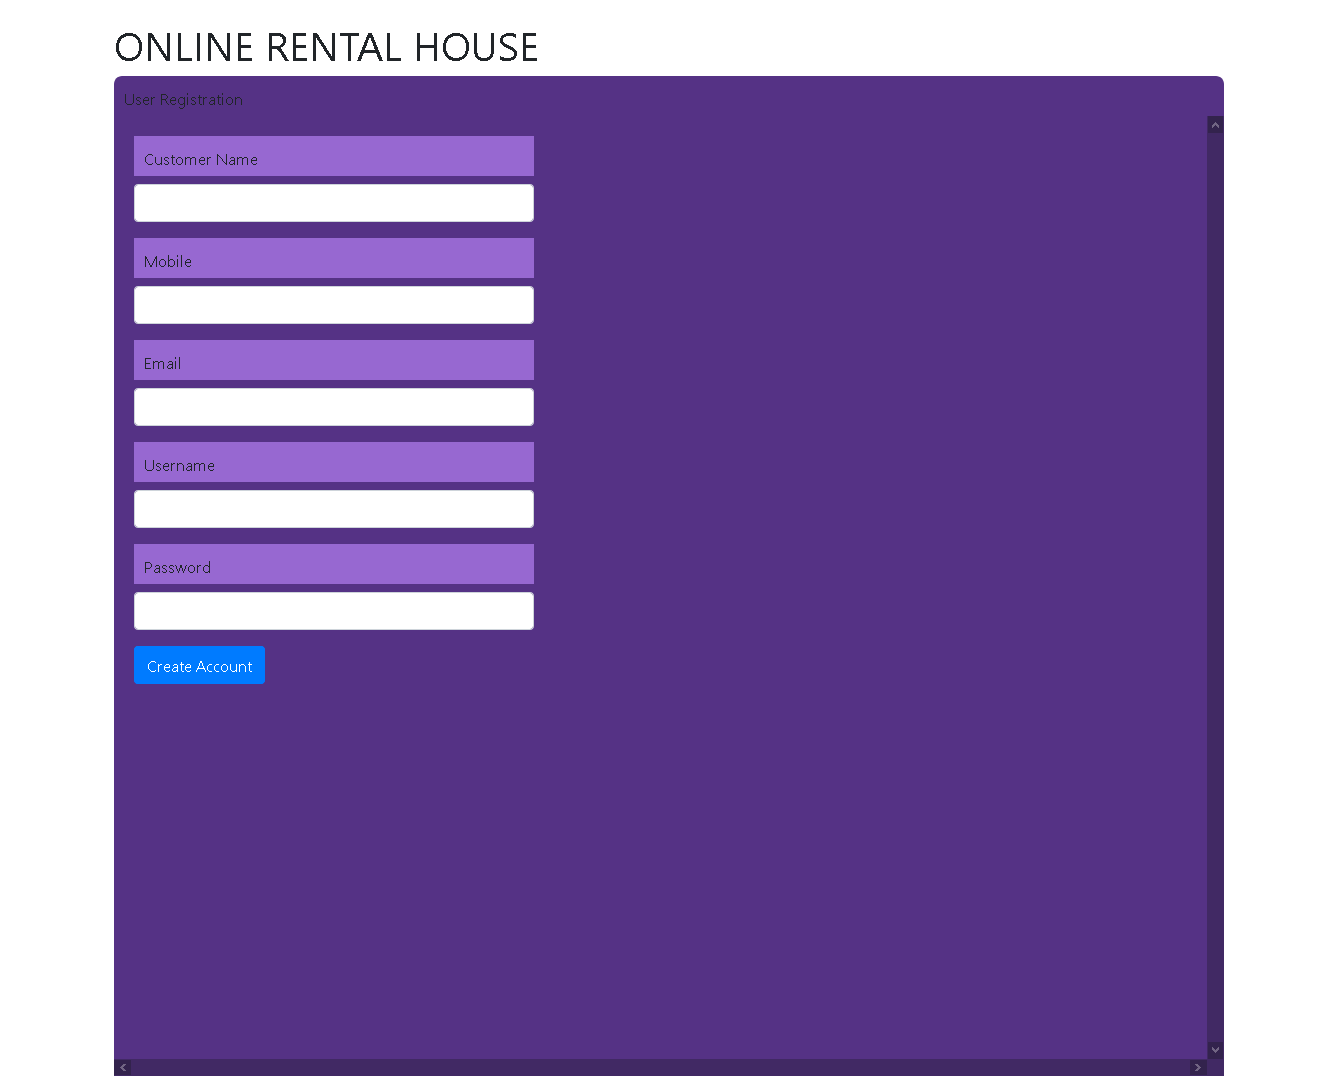 ONLINE RENTAL HOUSE
User Registration
Customer Name
Mobile
Email
Username
Password
Create Account